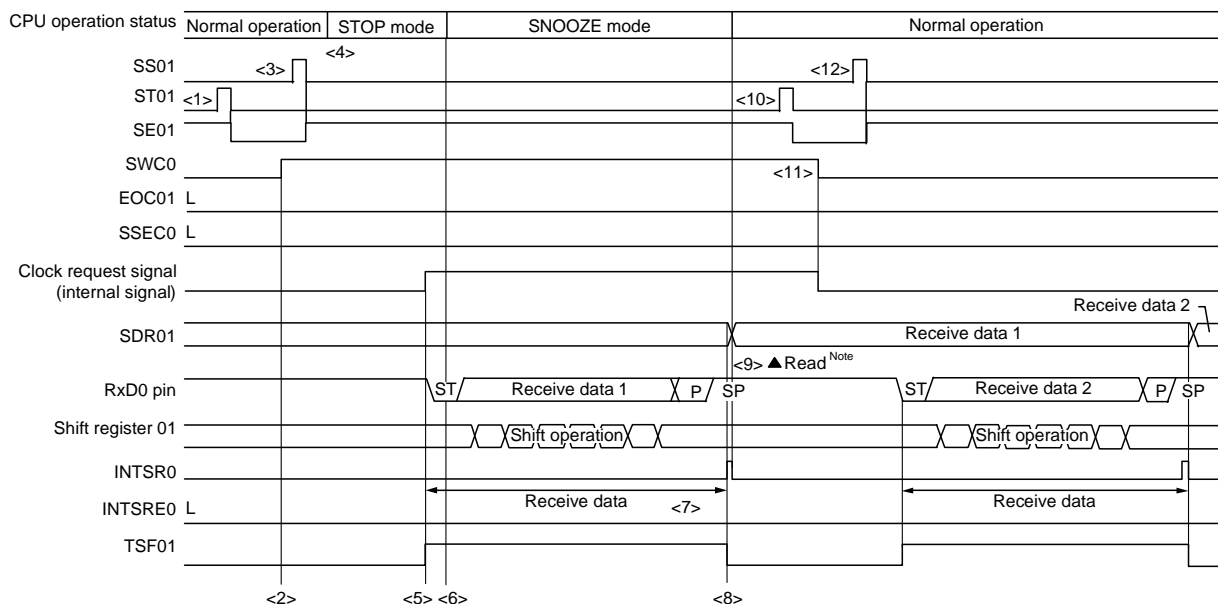 CPU operation status
Normal operation
STOP mode
SNOOZE mode
Normal operation
<4>
SS01
<3>
<12>
ST01
<1>
<10>
SE01
SWC0
<11>
EOC01 L
SSEC0 L
Clock request signal
(internal signal)
Receive data 2
SDR01
Receive data 1
<9> ▲Read Note
RxD0 pin
ST
Receive data 1
P
SP
ST
Receive data 2
P
SP
Shift register 01
Shift operation
Shift operation
INTSR0
Receive data
<7>
Receive data
INTSRE0 L
TSF01
<2>
<5>
<6>
<8>